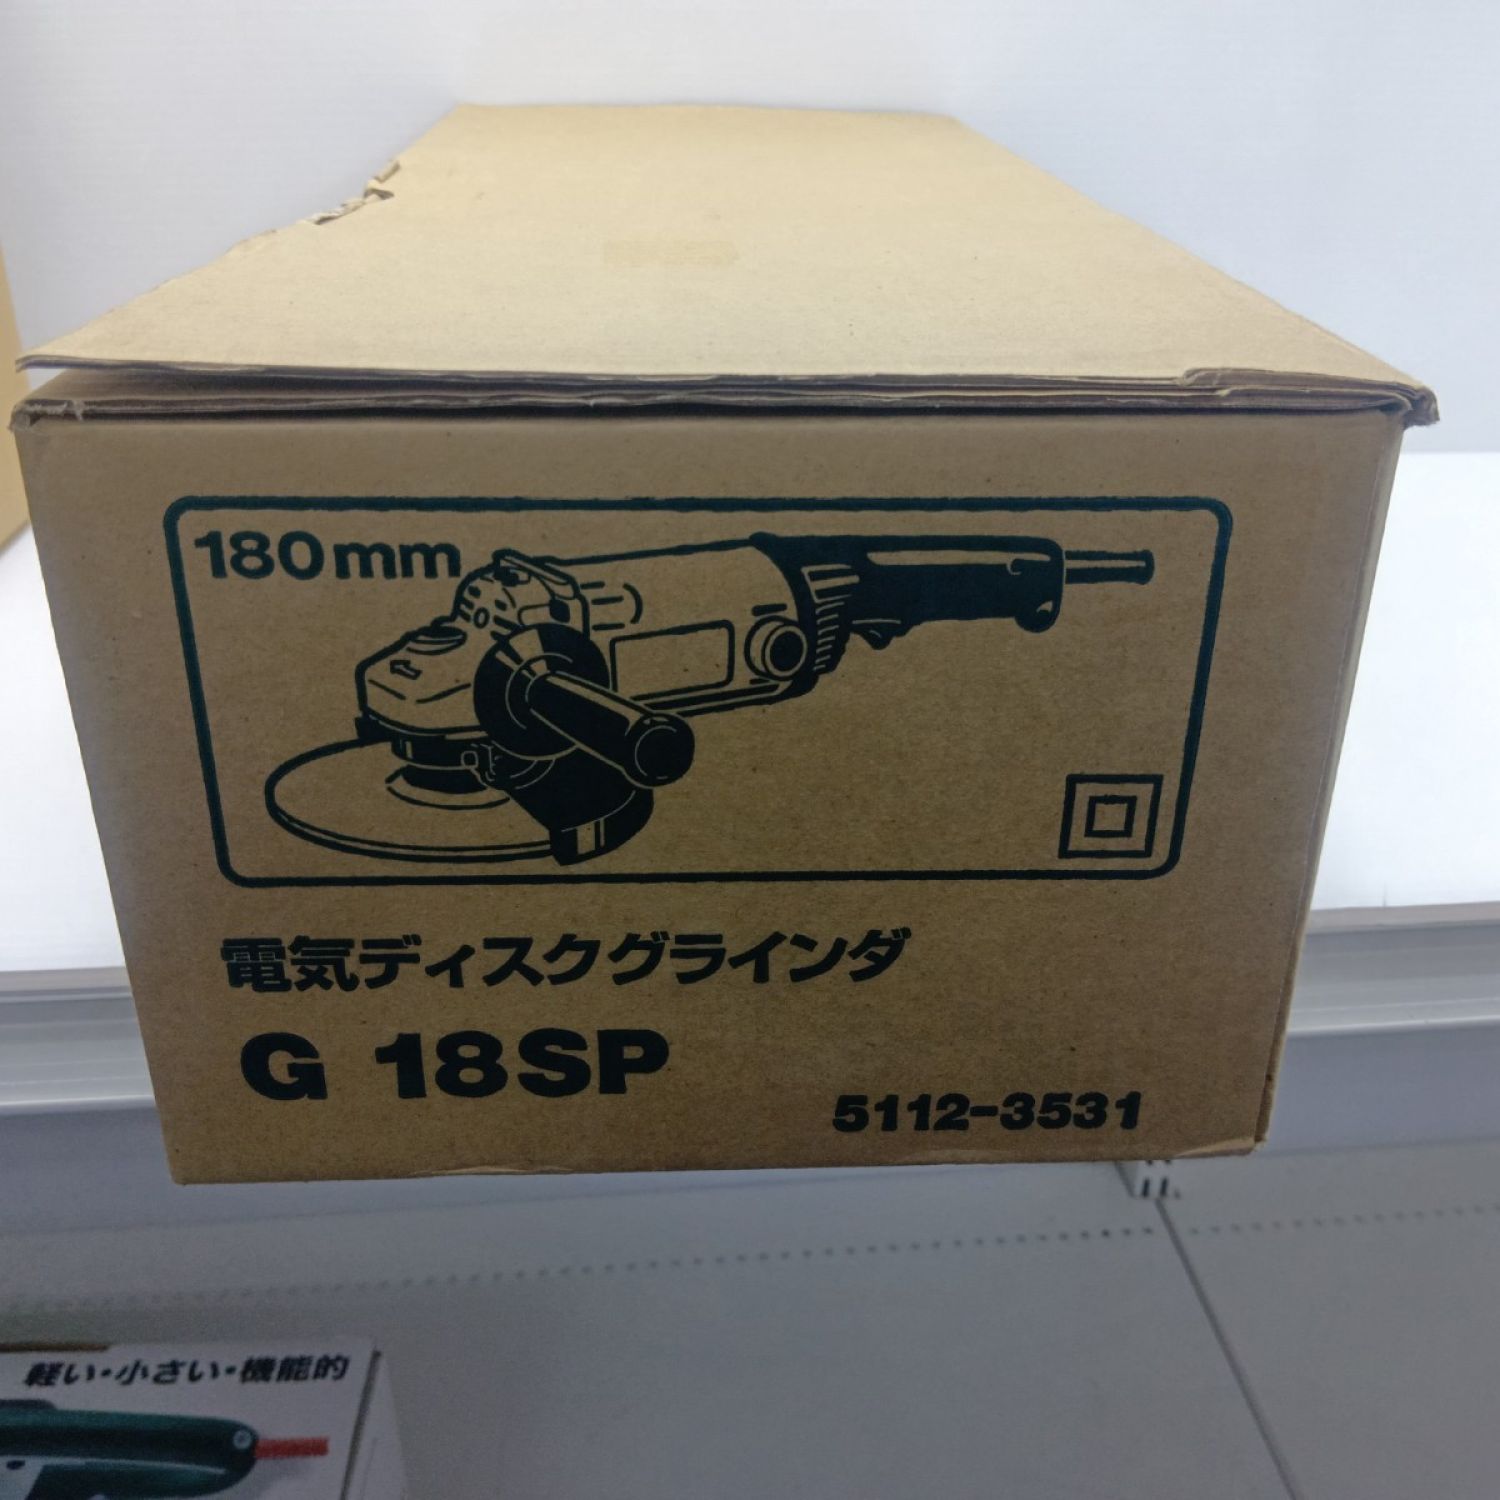 180mm
電気ディスクグラインダ
G 18SP
5112-3531
軽い・小さい・機能的